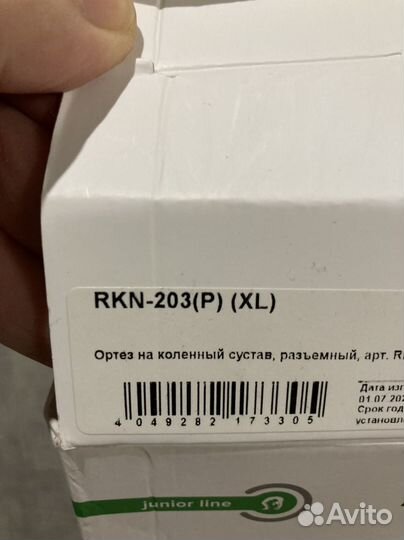 RKN-203(P) (XL)
Ортез на коленный сустав, разъемный, арт. R
Дата изг
01.07.202
Срок год
установле
4 049282 173305
junior line
Avito